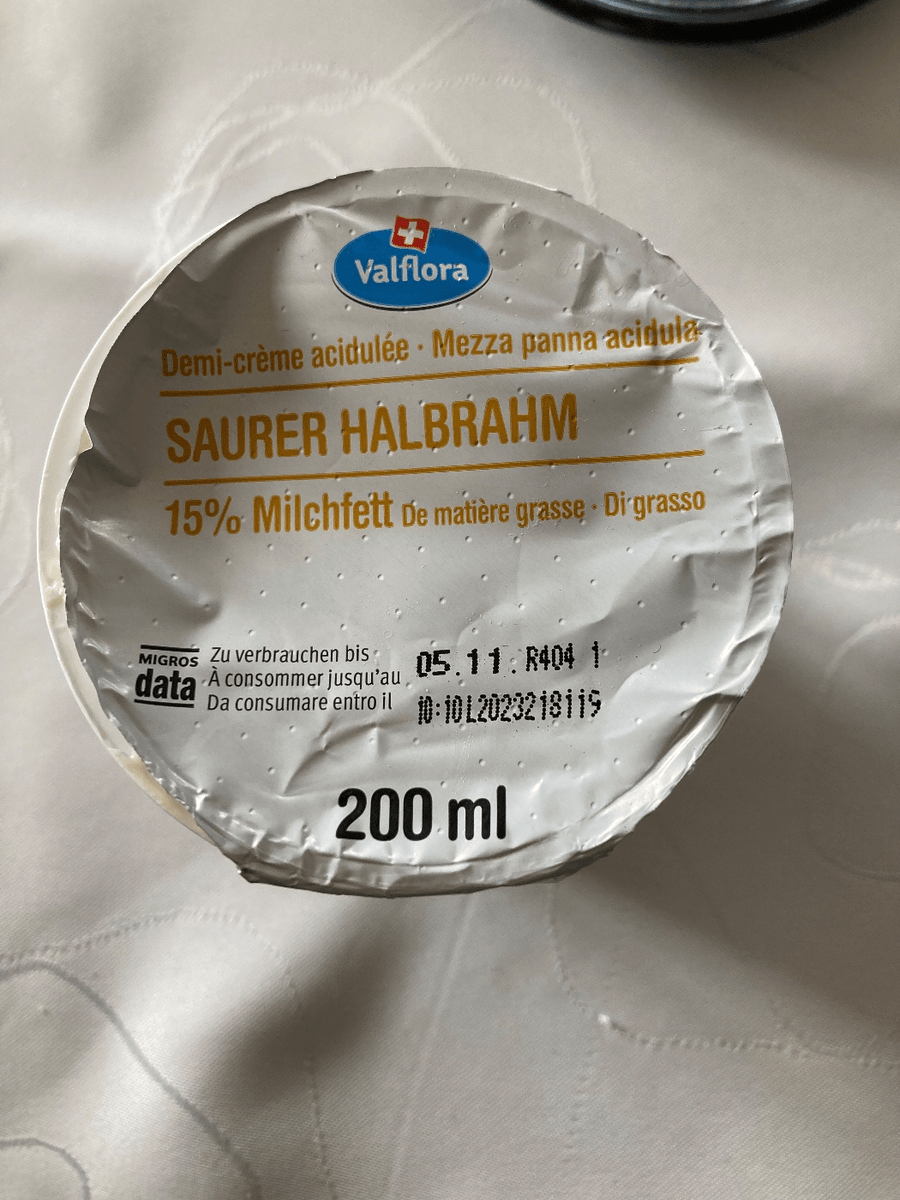 Valflora
Demi-crème acidulée · Mezza panna acidula
SAURER HALBRAHM
15% Milchfett De matière grasse · Di grasso
MIGROS
data
Zu verbrauchen bis
À consommer jusqu'au
Da consumare entro il
05.11. R404 1
10:10L2023218119
200 ml